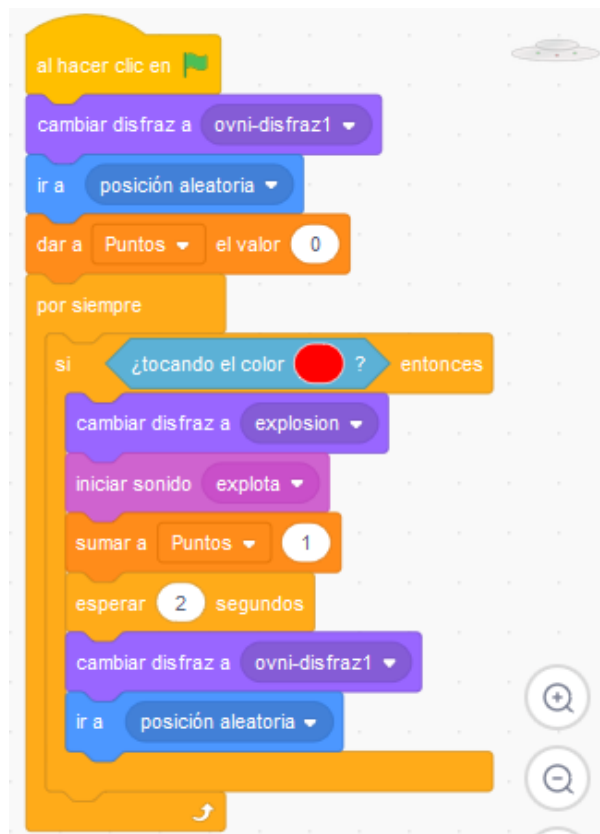 al hacer clic en
cambiar disfraz a ovni-disfraz1
ir a posición aleatoria
dar a Puntos el valor 0
por siempre
si ¿tocando el color ? entonces
cambiar disfraz a explosion
iniciar sonido explota
sumar a Puntos 1
esperar 2 segundos
cambiar disfraz a ovni-disfraz1
ir a posición aleatoria